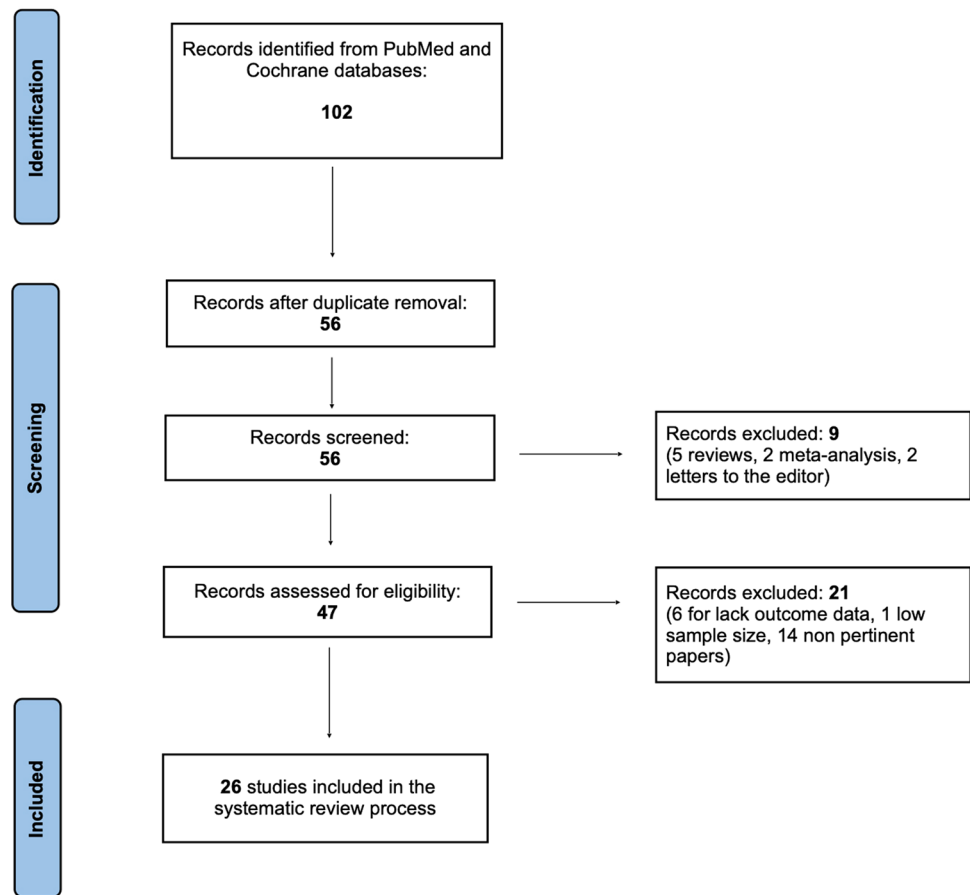 Identification
Records identified from PubMed and
Cochrane databases:
102
Screening
Records after duplicate removal:
56
Records screened:
56
Records excluded: 9
(5 reviews, 2 meta-analysis, 2
letters to the editor)
Records assessed for eligibility:
47
Records excluded: 21
(6 for lack outcome data, 1 low
sample size, 14 non pertinent
papers)
Included
26 studies included in the
systematic review process